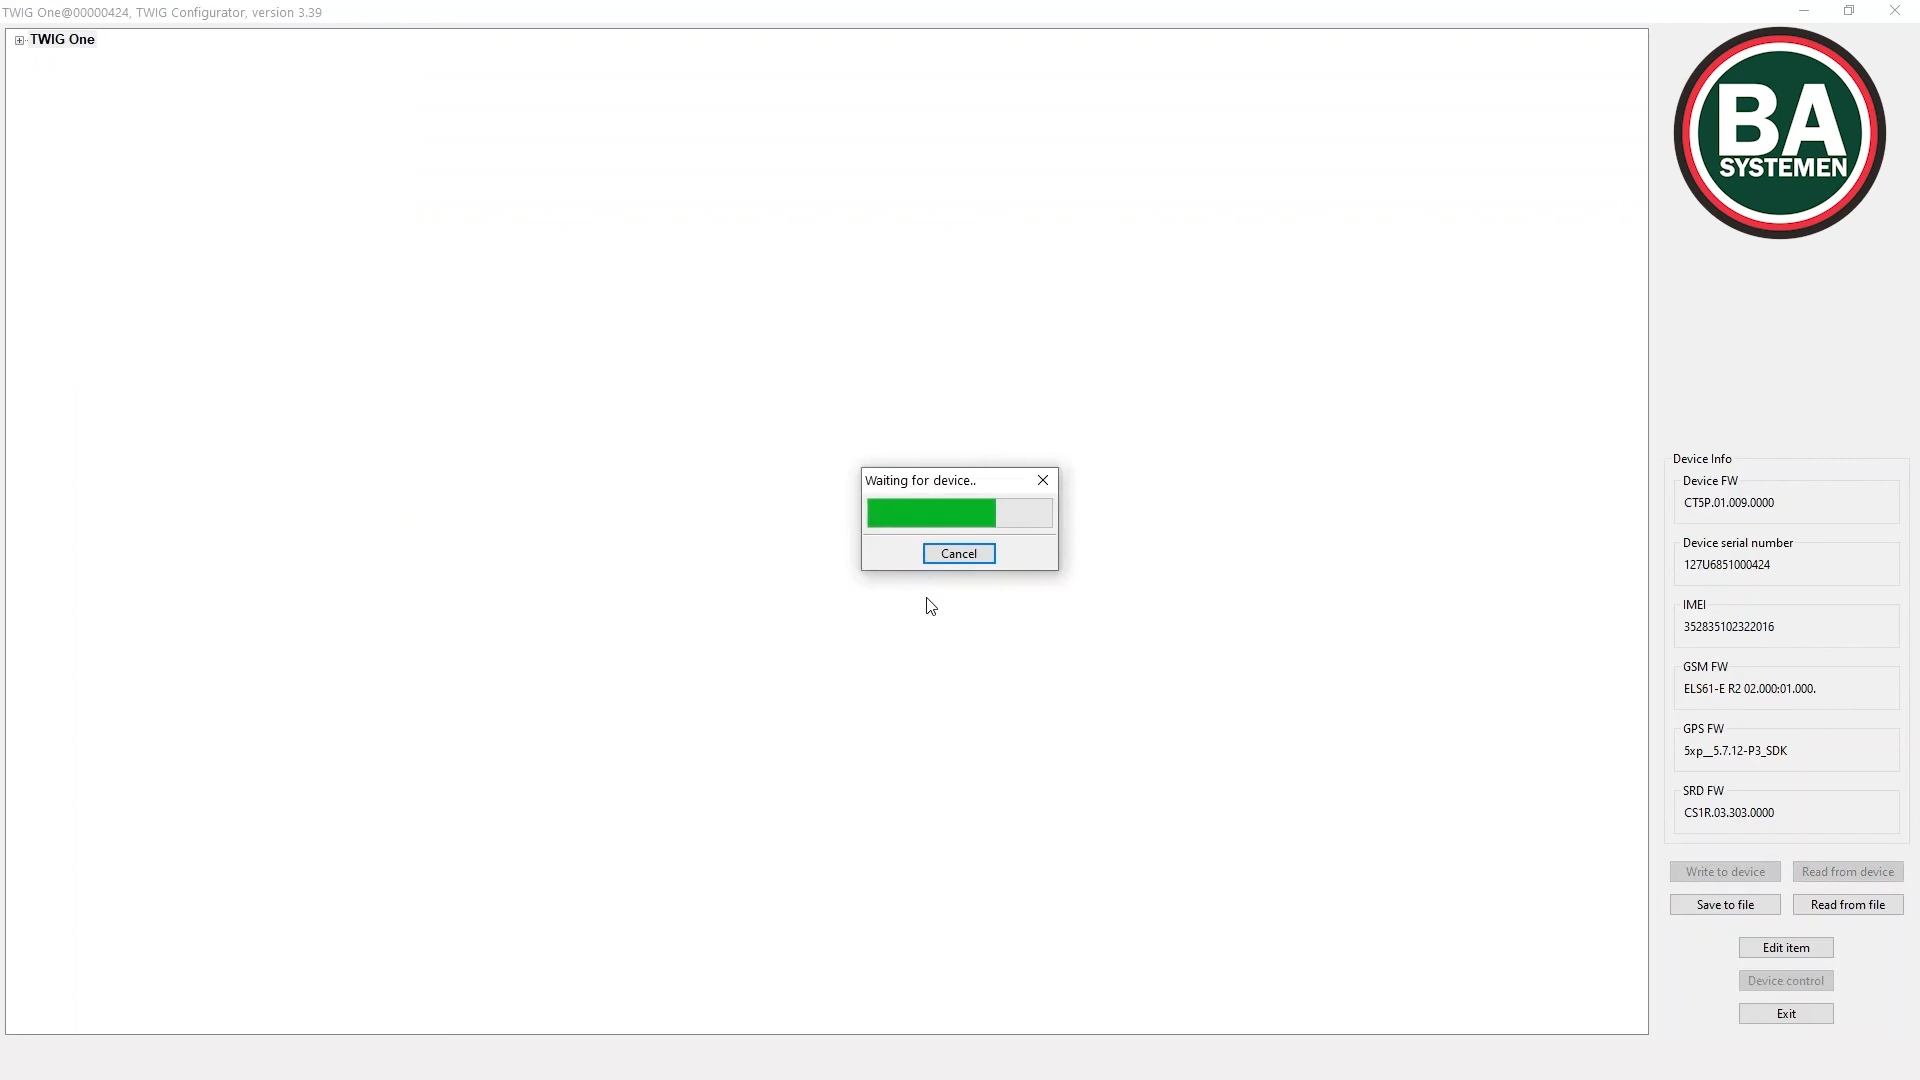 TWIG One@00000424, TWIG Configurator, version 3.39
TWIG One
BA
SYSTEMEN
Waiting for device..
Cancel
Device Info
Device FW
CT5P.01.009.0000
Device serial number
127U6851000424
IMEI
352835102322016
GSM FW
ELS61-E R2 02.000:01.000.
GPS FW
5xp__5.7.12-P3_SDK
SRD FW
CS1R.03.303.0000
Write to device Read from device
Save to file Read from file
Edit item
Device control
Exit